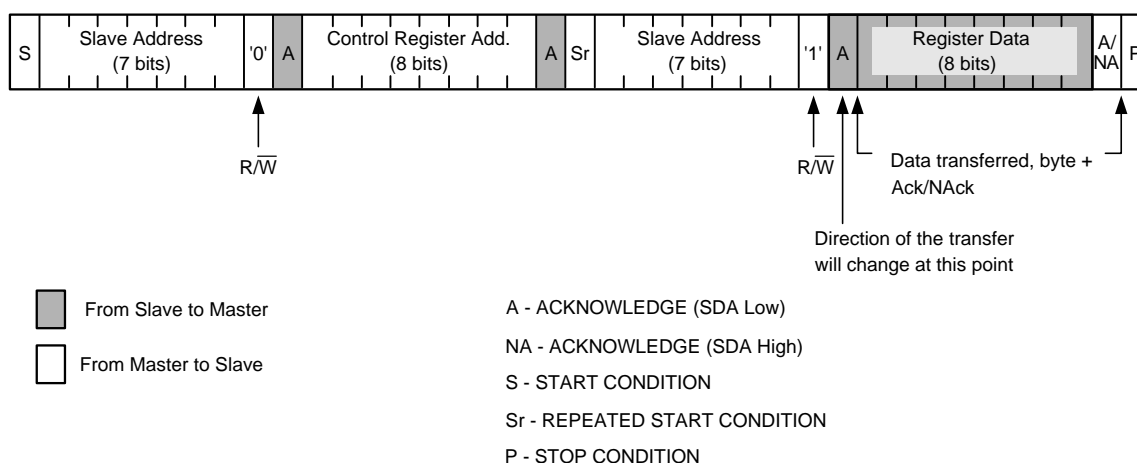 S Slave Address (7 bits) '0' A Control Register Add. (8 bits) A Sr Slave Address (7 bits) '1' A Register Data (8 bits) A/NA P
R/W̅
R/W̅
Data transferred, byte +
Ack/NAck
Direction of the transfer
will change at this point
From Slave to Master
From Master to Slave
A - ACKNOWLEDGE (SDA Low)
NA - ACKNOWLEDGE (SDA High)
S - START CONDITION
Sr - REPEATED START CONDITION
P - STOP CONDITION